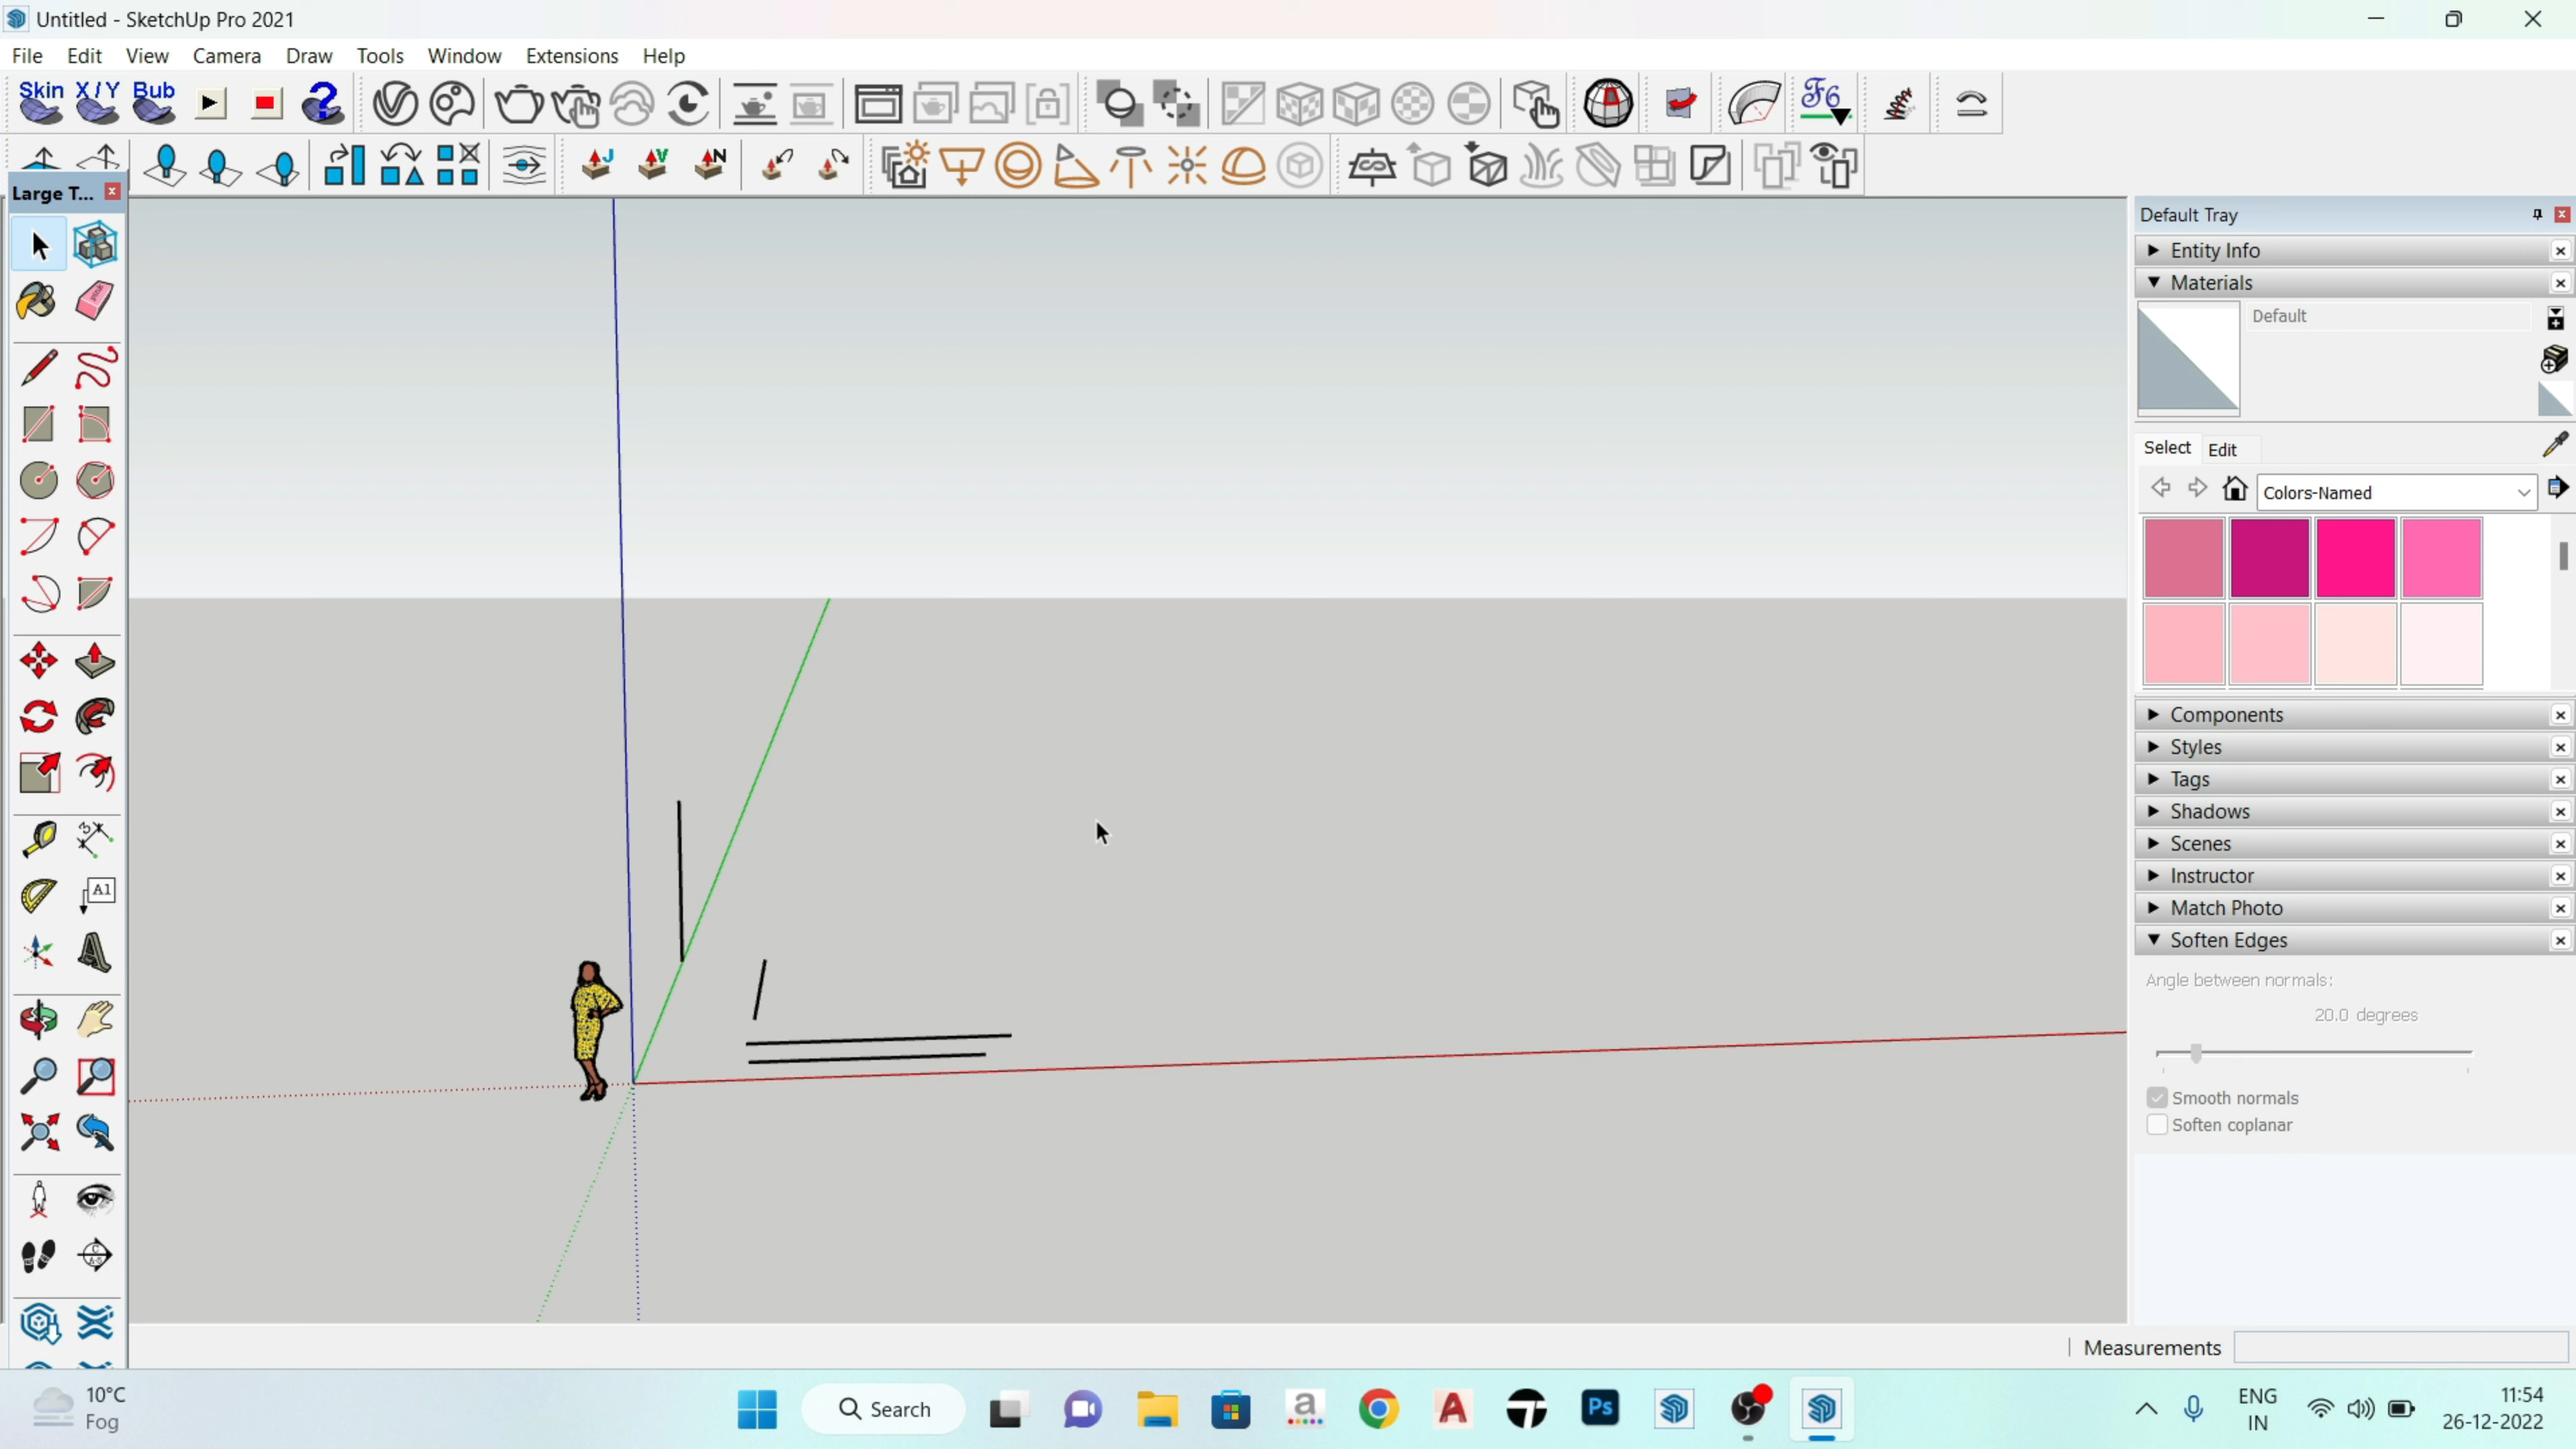 Untitled - SketchUp Pro 2021
File Edit View Camera Draw Tools Window Extensions Help
Skin X/Y Bub
F6
J V N
Large T...
A1
Default Tray
Entity Info
Materials
Default
Select Edit
Colors-Named
Components
Styles
Tags
Shadows
Scenes
Instructor
Match Photo
Soften Edges
Angle between normals:
20.0 degrees
Smooth normals
Soften coplanar
Measurements
10°C
Fog
Search
a
Ps
ENG
IN
11:54
26-12-2022